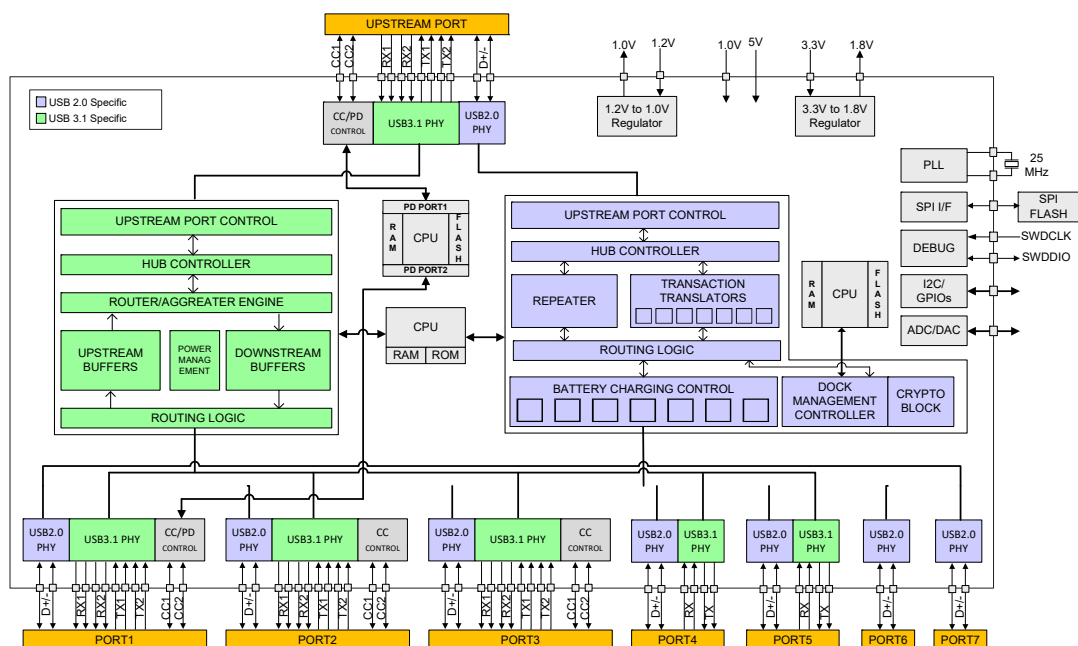 UPSTREAM PORT
CC1
CC2
RX1
RX2
TX1
TX2
D+/-
1.0V
1.2V
1.0V
5V
3.3V
1.8V
USB 2.0 Specific
USB 3.1 Specific
CC/PD
CONTROL
USB3.1 PHY
USB2.0
PHY
1.2V to 1.0V
Regulator
3.3V to 1.8V
Regulator
PLL
25
MHz
SPI I/F
SPI
FLASH
DEBUG
SWDCLK
SWDDIO
I2C/
GPIOs
ADC/DAC
PD PORT1
RAM
CPU
FLASH
PD PORT2
UPSTREAM PORT CONTROL
HUB CONTROLLER
ROUTER/AGGREATER ENGINE
UPSTREAM
BUFFERS
POWER
MANAG
EMENT
DOWNSTREAM
BUFFERS
ROUTING LOGIC
CPU
RAM
ROM
UPSTREAM PORT CONTROL
HUB CONTROLLER
REPEATER
TRANSACTION
TRANSLATORS
ROUTING LOGIC
BATTERY CHARGING CONTROL
RAM
CPU
FLASH
DOCK
MANAGEMENT
CONTROLLER
CRYPTO
BLOCK
USB2.0
PHY
USB3.1 PHY
CC/PD
CONTROL
USB2.0
PHY
USB3.1 PHY
CC
CONTROL
USB2.0
PHY
USB3.1 PHY
CC
CONTROL
USB2.0
PHY
USB3.1
PHY
USB2.0
PHY
USB3.1
PHY
USB2.0
PHY
USB2.0
PHY
D+/-
RX1
RX2
TX1
TX2
CC1
CC2
D+/-
RX1
RX2
TX1
TX2
CC1
CC2
D+/-
RX1
RX2
TX1
TX2
CC1
CC2
D+/-
RX
TX
D+/-
RX
TX
D+/-
D+/-
PORT1
PORT2
PORT3
PORT4
PORT5
PORT6
PORT7